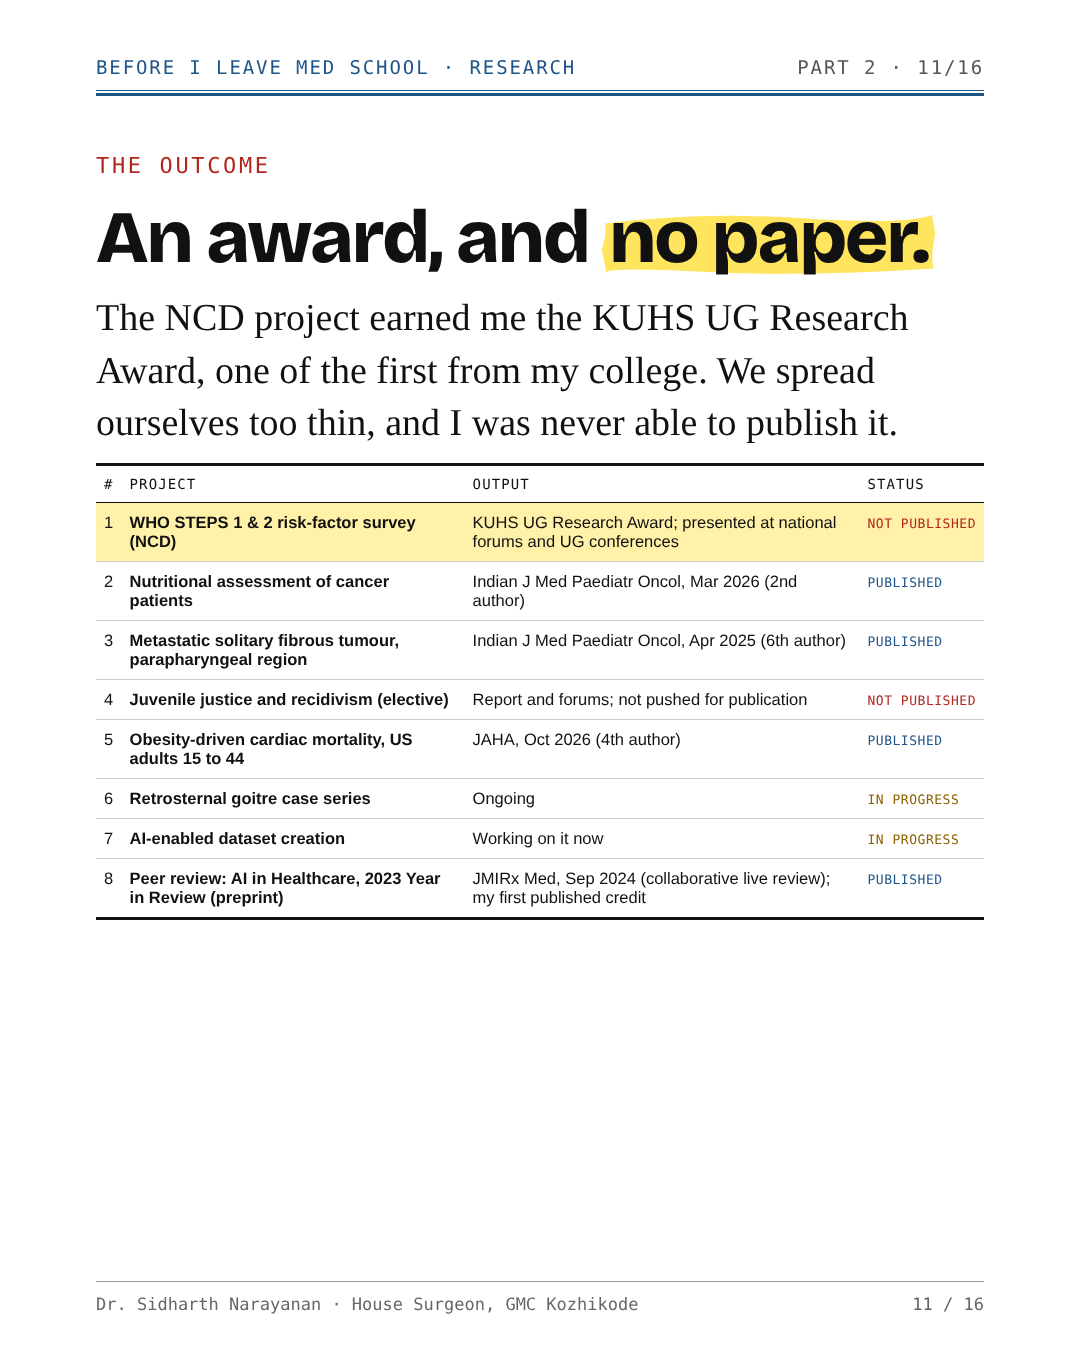 BEFORE I LEAVE MED SCHOOL · RESEARCH
PART 2 · 11/16
THE OUTCOME
An award, and no paper.
The NCD project earned me the KUHS UG Research
Award, one of the first from my college. We spread
ourselves too thin, and I was never able to publish it.
# PROJECT OUTPUT STATUS
1 WHO STEPS 1 & 2 risk-factor survey
(NCD)
KUHS UG Research Award; presented at national
forums and UG conferences
NOT PUBLISHED
2 Nutritional assessment of cancer
patients
Indian J Med Paediatr Oncol, Mar 2026 (2nd
author)
PUBLISHED
3 Metastatic solitary fibrous tumour,
parapharyngeal region
Indian J Med Paediatr Oncol, Apr 2025 (6th author)
PUBLISHED
4 Juvenile justice and recidivism (elective)
Report and forums; not pushed for publication
NOT PUBLISHED
5 Obesity-driven cardiac mortality, US
adults 15 to 44
JAHA, Oct 2026 (4th author)
PUBLISHED
6 Retrosternal goitre case series
Ongoing
IN PROGRESS
7 AI-enabled dataset creation
Working on it now
IN PROGRESS
8 Peer review: AI in Healthcare, 2023 Year
in Review (preprint)
JMIRx Med, Sep 2024 (collaborative live review);
my first published credit
PUBLISHED
Dr. Sidharth Narayanan · House Surgeon, GMC Kozhikode
11 / 16